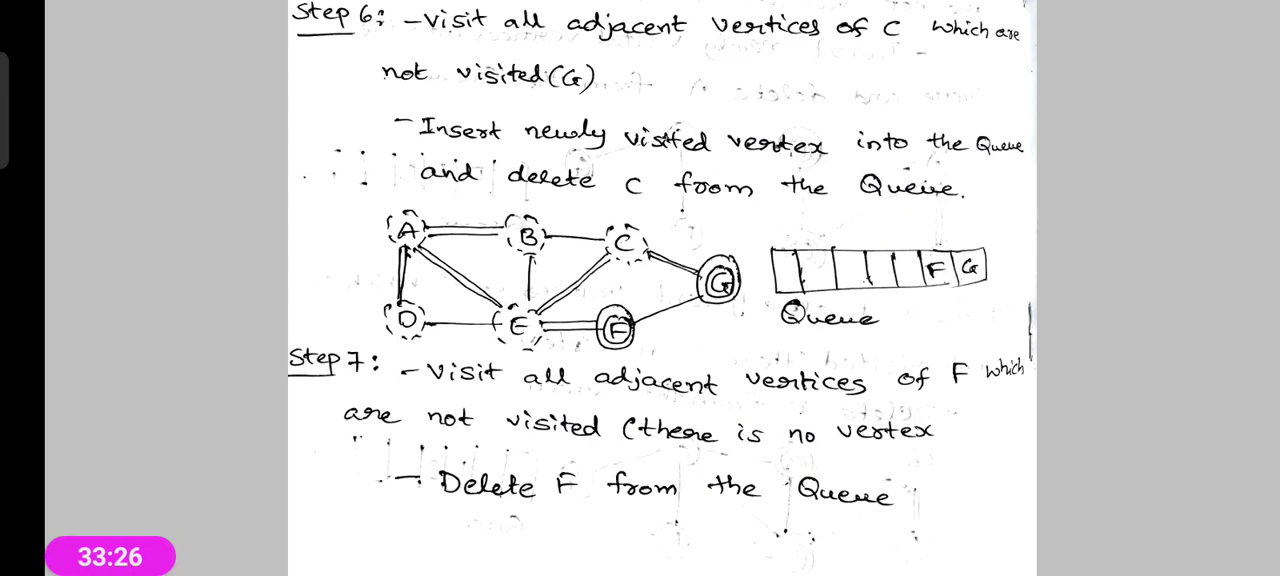 Step 6: - Visit all adjacent vertices of C which are
not visited (G)
- Insert newly visited vertex into the Queue
and delete C from the Queue.
A B C
G
F G
D E F
Queue
Step 7: - Visit all adjacent vertices of F which
are not visited (there is no vertex
- Delete F from the Queue
33:26